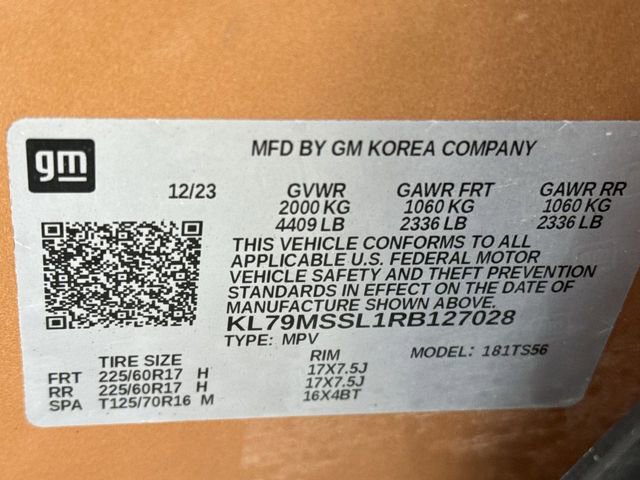 gm
MFD BY GM KOREA COMPANY
12/23 GVWR GAWR FRT GAWR RR
2000 KG 1060 KG 1060 KG
4409 LB 2336 LB 2336 LB
THIS VEHICLE CONFORMS TO ALL
APPLICABLE U.S. FEDERAL MOTOR
VEHICLE SAFETY AND THEFT PREVENTION
STANDARDS IN EFFECT ON THE DATE OF
MANUFACTURE SHOWN ABOVE.
KL79MSSL1RB127028
TYPE: MPV MODEL: 181TS56
TIRE SIZE RIM
FRT 225/60R17 H 17X7.5J
RR 225/60R17 H 17X7.5J
SPA T125/70R16 M 16X4BT